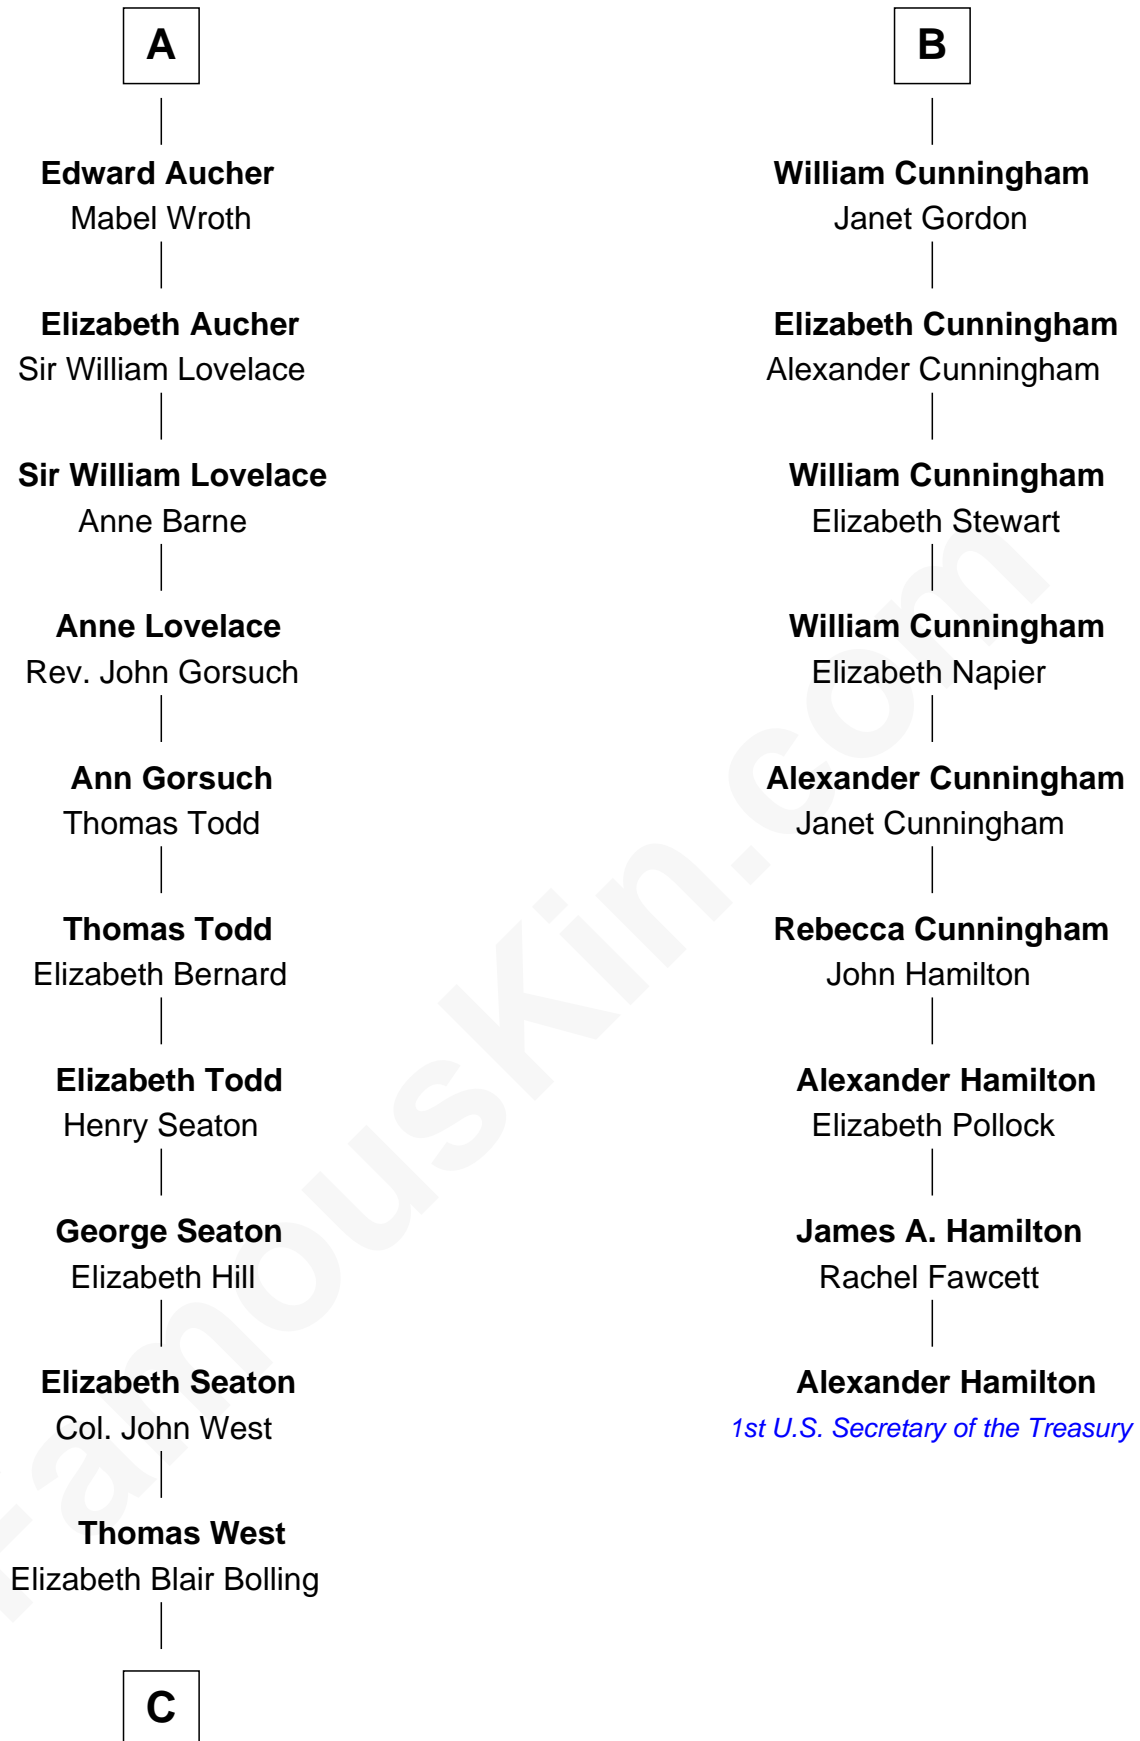 A
Edward Aucher
Mabel Wroth
Elizabeth Aucher
Sir William Lovelace
Sir William Lovelace
Anne Barne
Anne Lovelace
Rev. John Gorsuch
Ann Gorsuch
Thomas Todd
Thomas Todd
Elizabeth Bernard
Elizabeth Todd
Henry Seaton
George Seaton
Elizabeth Hill
Elizabeth Seaton
Col. John West
Thomas West
Elizabeth Blair Bolling
C
B
William Cunningham
Janet Gordon
Elizabeth Cunningham
Alexander Cunningham
William Cunningham
Elizabeth Stewart
William Cunningham
Elizabeth Napier
Alexander Cunningham
Janet Cunningham
Rebecca Cunningham
John Hamilton
Alexander Hamilton
Elizabeth Pollock
James A. Hamilton
Rachel Fawcett
Alexander Hamilton
1st U.S. Secretary of the Treasury
FamousKin.com